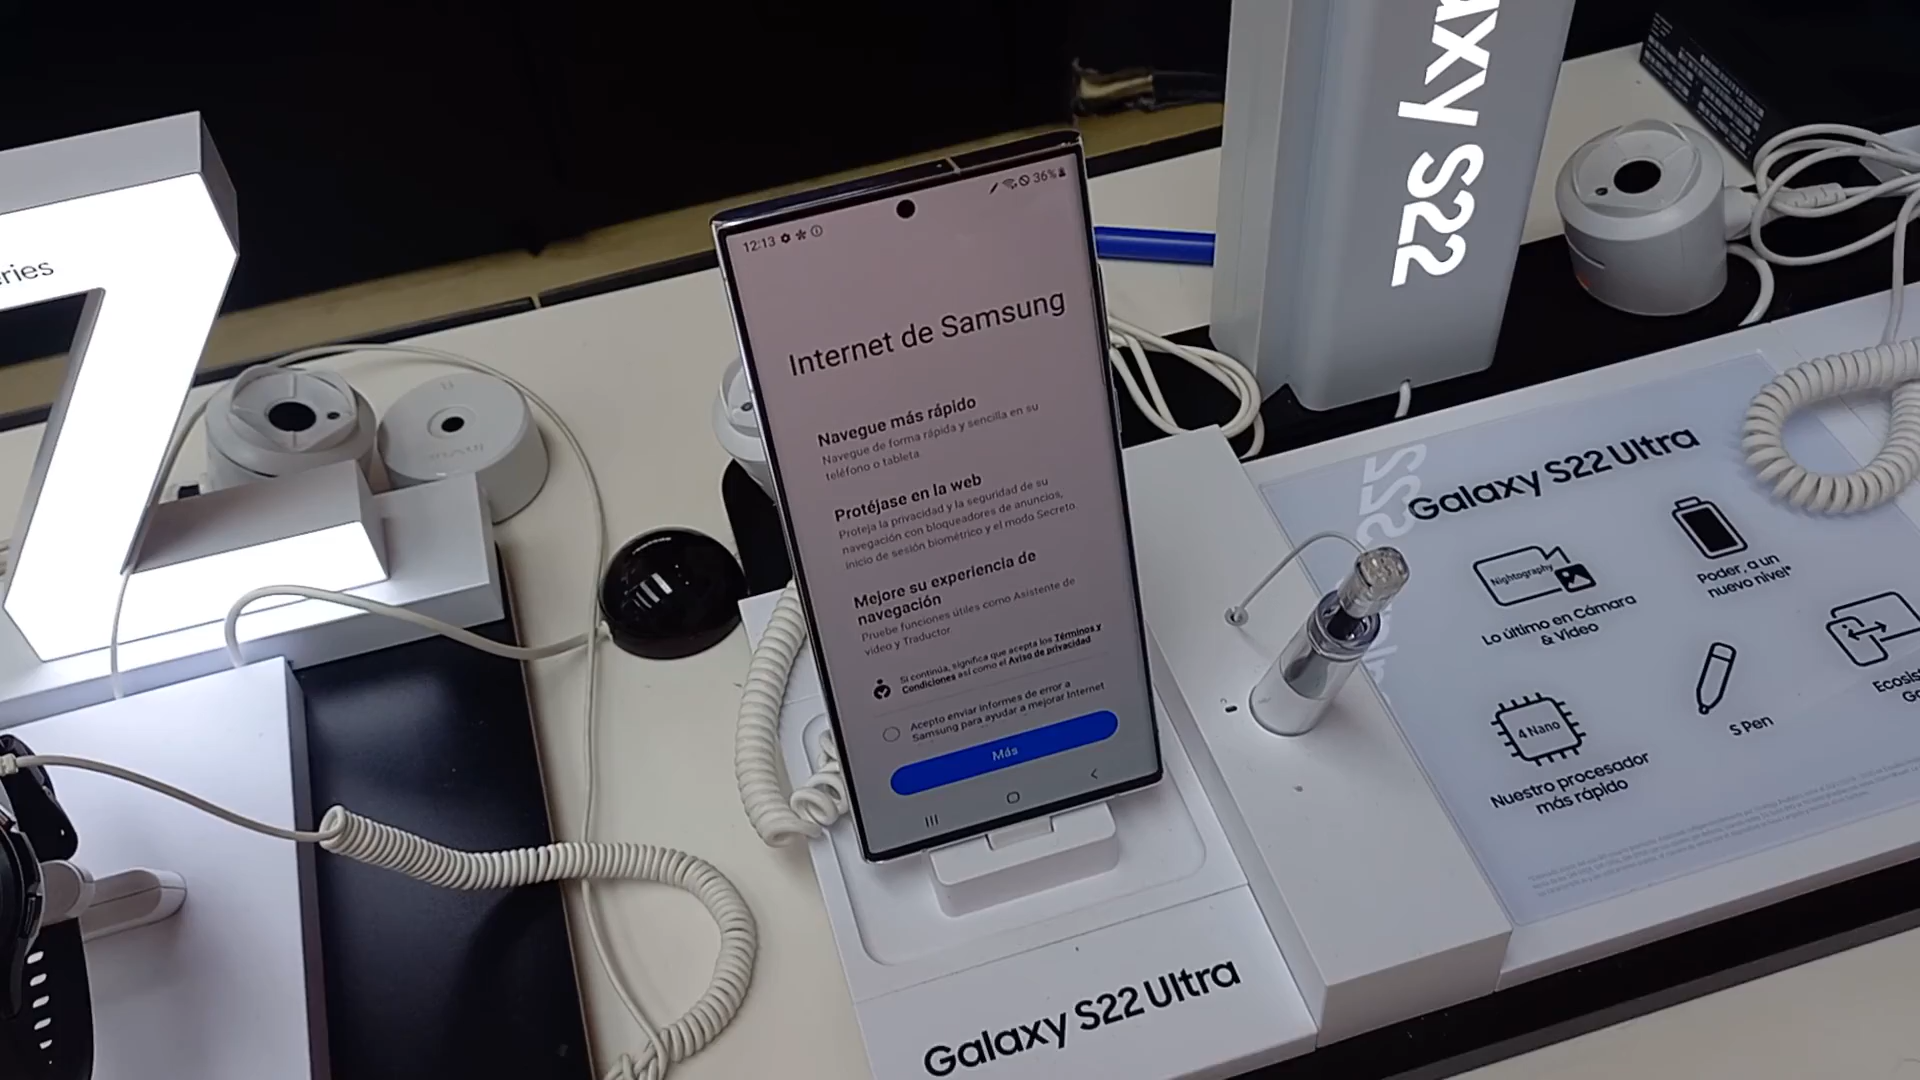 eries
axy S22
12:13
36%
Internet de Samsung
Navegue más rápido
Navegue de forma rápida y sencilla en su
teléfono o tableta.
Protéjase en la web
Proteja la privacidad y la seguridad de su
navegación con bloqueadores de anuncios,
inicio de sesión biométrico y el modo Secreto.
Mejore su experiencia de
navegación
Pruebe funciones útiles como Asistente de
video y Traductor.
Si continúa, significa que acepta los Términos y
Condiciones así como el Aviso de privacidad
Acepto enviar informes de error a
Samsung para ayudar a mejorar Internet
Más
Galaxy S22 Ultra
Galaxy S22 Ultra
Nightography
Lo último en Cámara
& Video
Poder, a un
nuevo nivel*
4 Nano
Nuestro procesador
más rápido
S Pen
Ecosis
Ga
S22